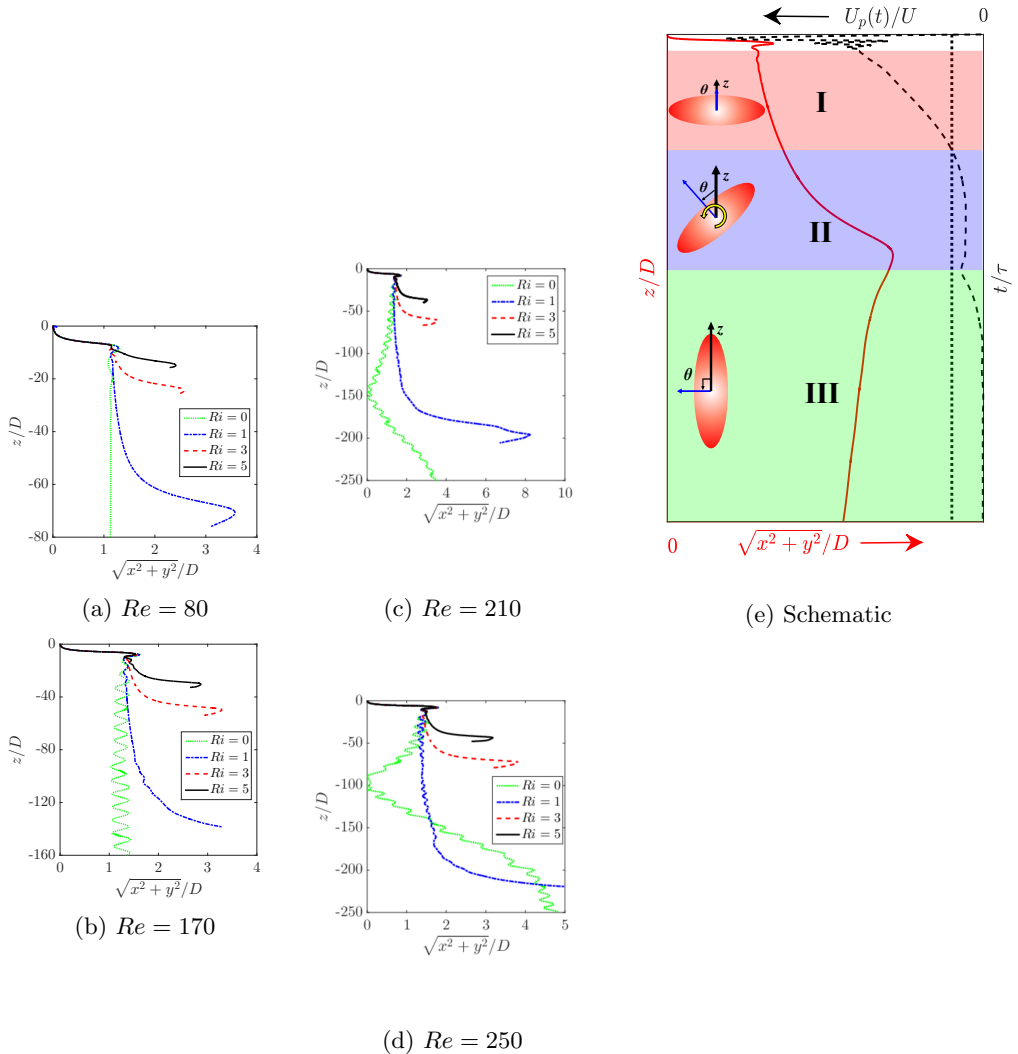 0
-20
-40
-60
-80
z/D
0 1 2 3 4
√x² + y²/D
Ri = 0
Ri = 1
Ri = 3
Ri = 5
(a) Re = 80
0
-40
-80
-120
-160
z/D
0 1 2 3 4
√x² + y²/D
Ri = 0
Ri = 1
Ri = 3
Ri = 5
(b) Re = 170
0
-50
-100
-150
-200
-250
z/D
0 2 4 6 8 10
√x² + y²/D
Ri = 0
Ri = 1
Ri = 3
Ri = 5
(c) Re = 210
0
-50
-100
-150
-200
-250
z/D
0 1 2 3 4 5
√x² + y²/D
Ri = 0
Ri = 1
Ri = 3
Ri = 5
(d) Re = 250
U_p(t)/U 0
θ z
I
θ z
II
z/D
t/τ
z
θ
III
0 √x² + y²/D
(e) Schematic